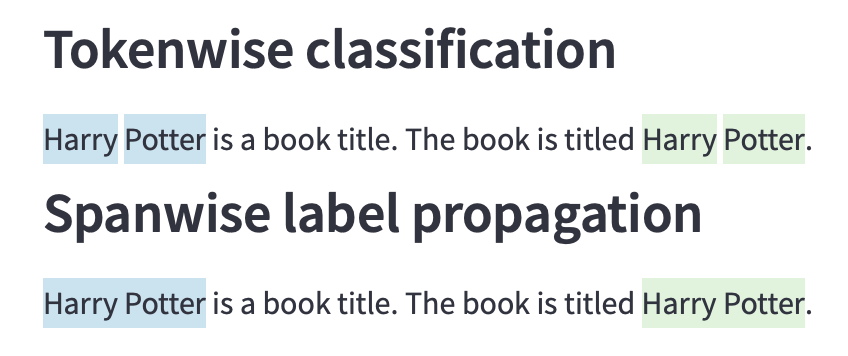 Tokenwise classification
Harry Potter is a book title. The book is titled Harry Potter.
Spanwise label propagation
Harry Potter is a book title. The book is titled Harry Potter.